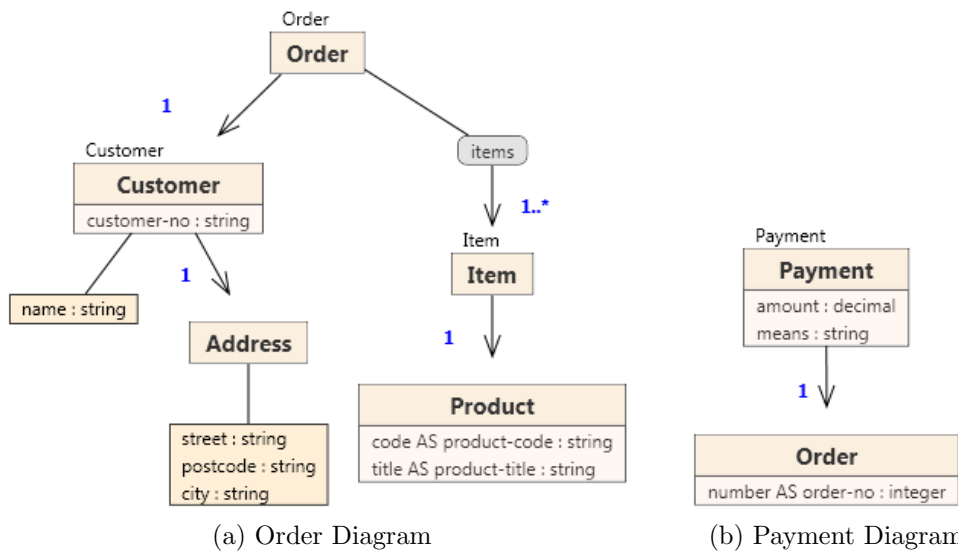 Order
Order
1
items
Customer
Customer
customer-no : string
1..*
Item
Item
1
name : string
Address
street : string
postcode : string
city : string
1
Product
code AS product-code : string
title AS product-title : string
(a) Order Diagram
Payment
Payment
amount : decimal
means : string
1
Order
number AS order-no : integer
(b) Payment Diagram